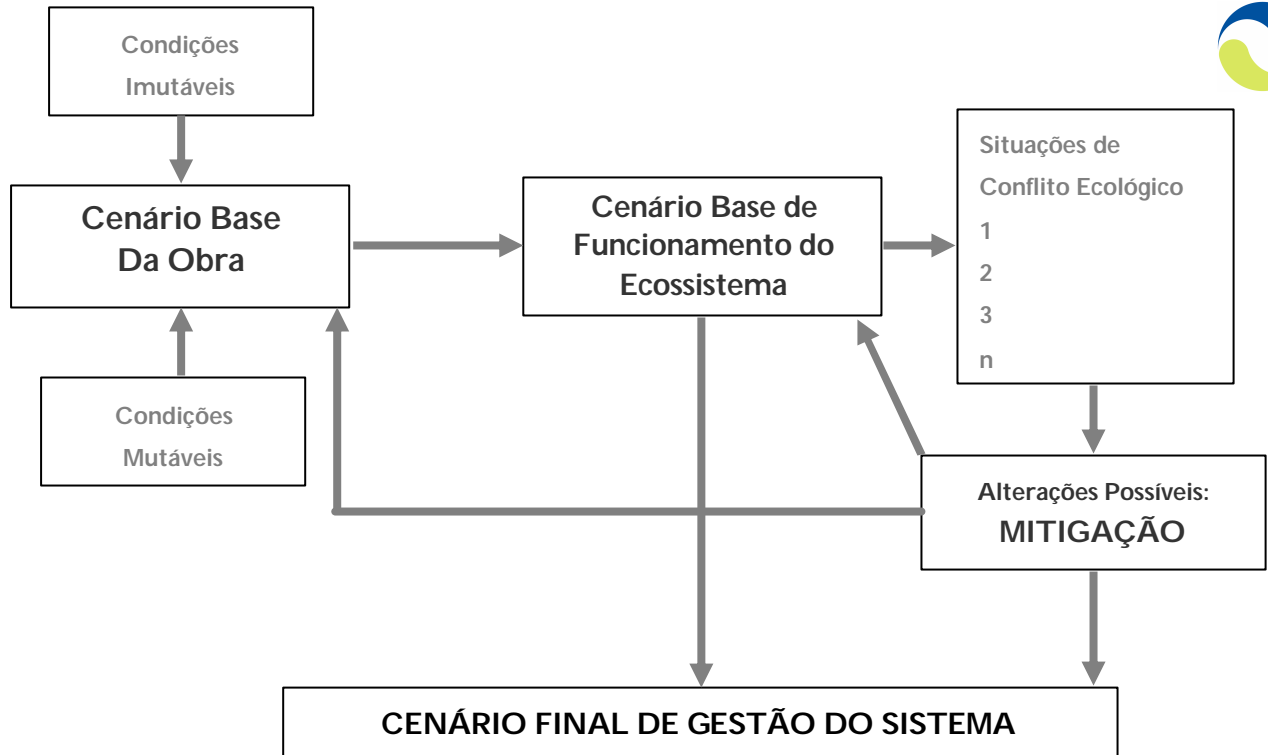 Condições
Imutáveis
Cenário Base
Da Obra
Condições
Mutáveis
Cenário Base de
Funcionamento do
Ecossistema
Situações de
Conflito Ecológico
1
2
3
n
Alterações Possíveis:
MITIGAÇÃO
CENÁRIO FINAL DE GESTÃO DO SISTEMA